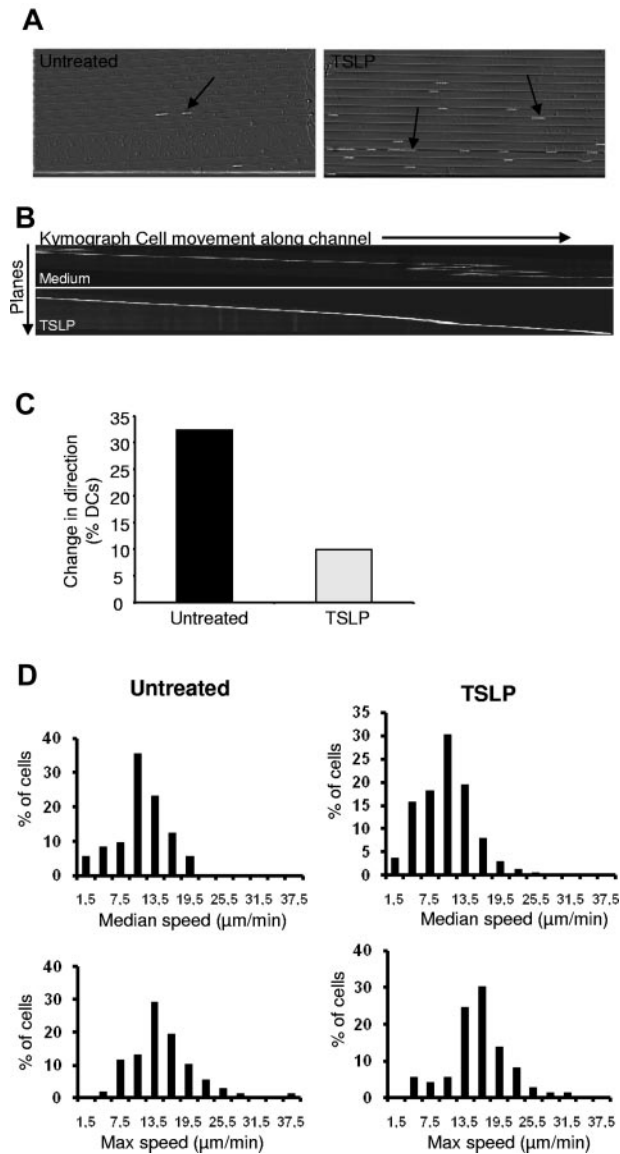 A
Untreated
TSLP
B
Kymograph Cell movement along channel
Planes
Medium
TSLP
C
Change in direction
(% DCs)
35
30
25
20
15
10
5
0
Untreated
TSLP
D
Untreated
TSLP
% of cells
40
30
20
10
0
1,5 7,5 13,5 19,5 25,5 31,5 37,5
Median speed (µm/min)
% of cells
35
30
25
20
15
10
5
0
1,5 7,5 13,5 19,5 25,5 31,5 37,5
Median speed (µm/min)
% of cells
40
30
20
10
0
1,5 7,5 13,5 19,5 25,5 31,5 37,5
Max speed (µm/min)
% of cells
40
30
20
10
0
1,5 7,5 13,5 19,5 25,5 31,5 37,5
Max speed (µm/min)